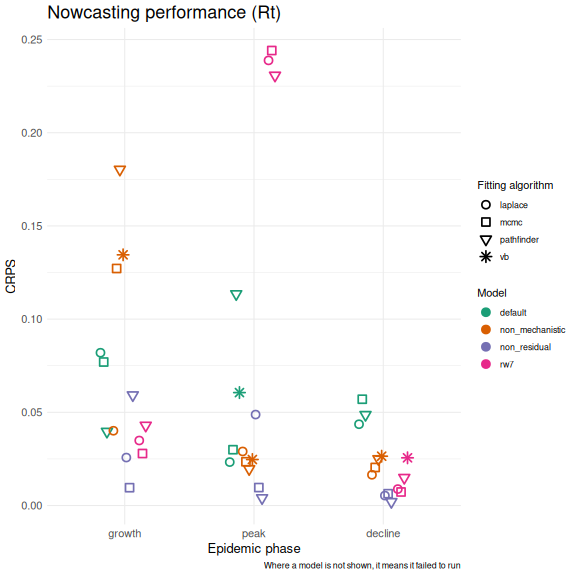 Nowcasting performance (Rt)
0.25
0.20
0.15
0.10
0.05
0.00
CRPS
growth
peak
decline
Epidemic phase
Where a model is not shown, it means it failed to run
Fitting algorithm
laplace
mcmc
pathfinder
vb
Model
default
non_mechanistic
non_residual
rw7